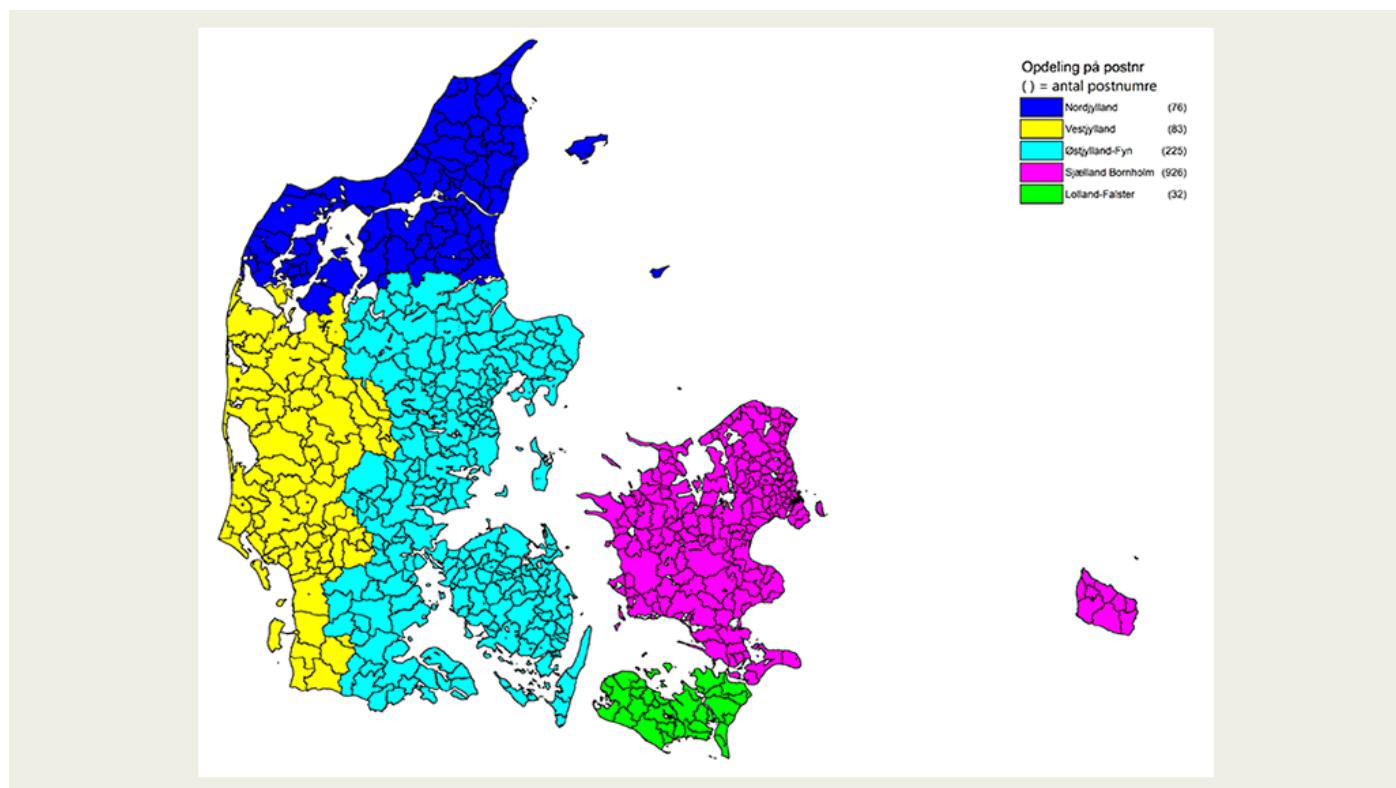 Opdeling på postnr
( ) = antal postnumre
Nordjylland (76)
Vestjylland (83)
Østjylland-Fyn (225)
Sjælland Bornholm (926)
Lolland-Falster (32)